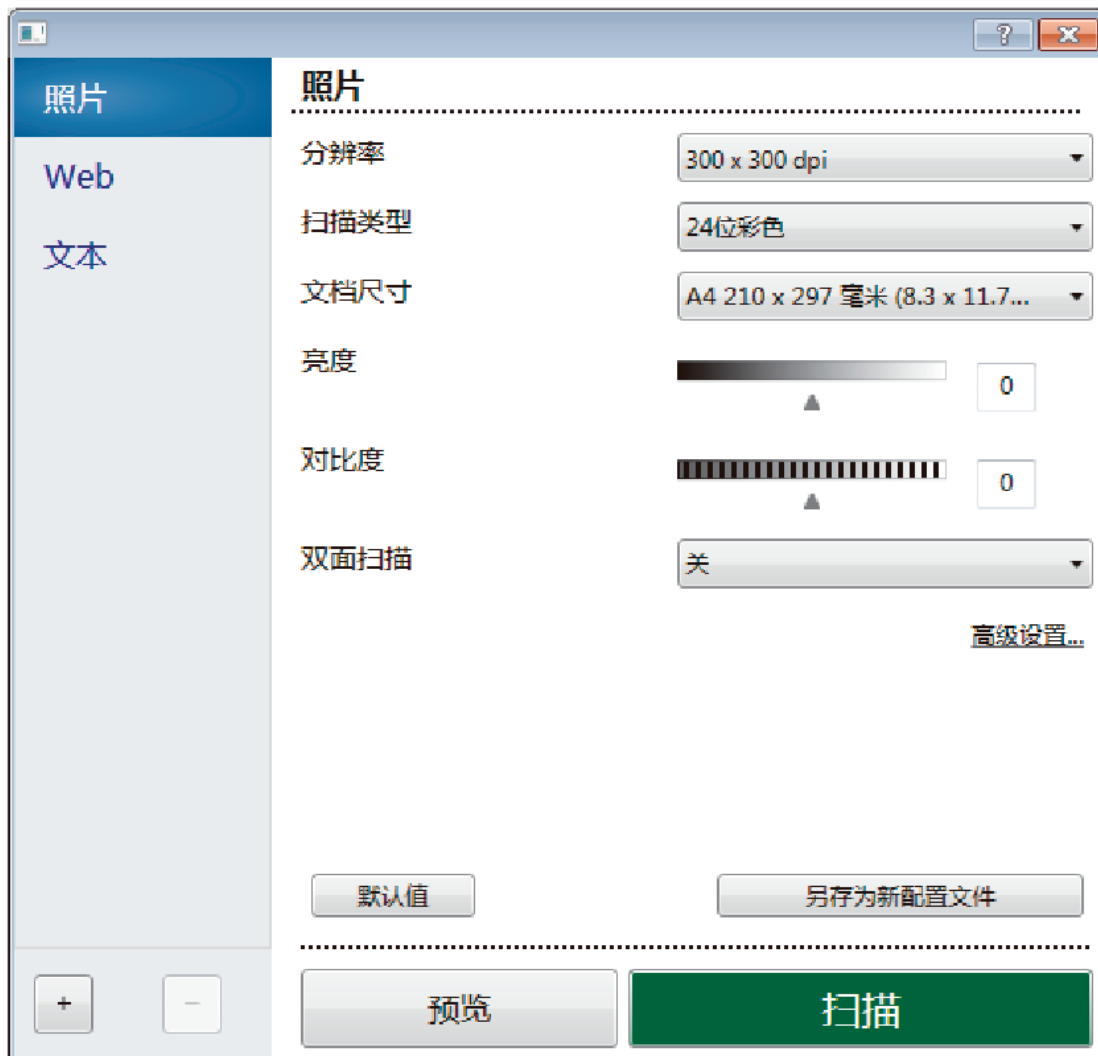 照片
Web
文本
照片
分辨率
300 x 300 dpi
扫描类型
24位彩色
文档尺寸
A4 210 x 297 毫米 (8.3 x 11.7...
亮度
0
对比度
0
双面扫描
关
高级设置...
默认值
另存为新配置文件
+
−
预览
扫描